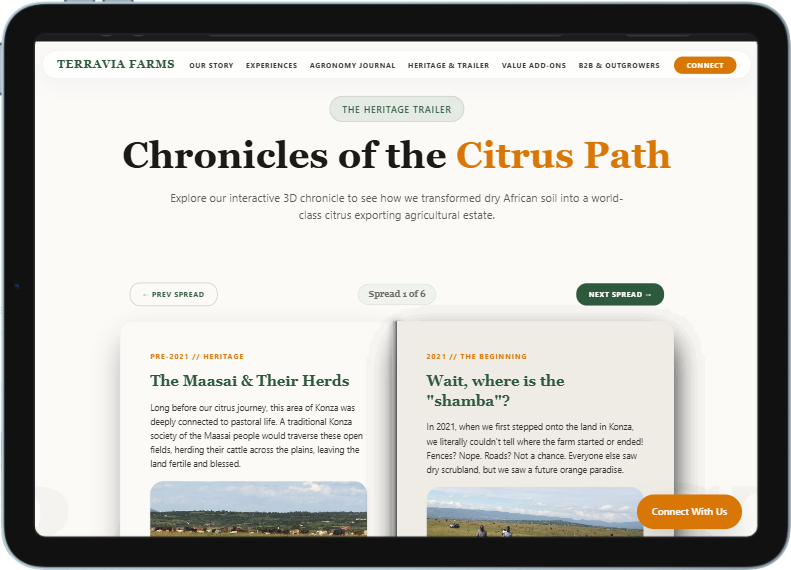 TERRAVIA FARMS
OUR STORY
EXPERIENCES
AGRONOMY JOURNAL
HERITAGE & TRAILER
VALUE ADD-ONS
B2B & OUTGROWERS
CONNECT
THE HERITAGE TRAILER
Chronicles of the Citrus Path
Explore our interactive 3D chronicle to see how we transformed dry African soil into a world-
class citrus exporting agricultural estate.
← PREV SPREAD
Spread 1 of 6
NEXT SPREAD →
PRE-2021 // HERITAGE
The Maasai & Their Herds
Long before our citrus journey, this area of Konza was
deeply connected to pastoral life. A traditional Konza
society of the Maasai people would traverse these open
fields, herding their cattle across the plains, leaving the
land fertile and blessed.
2021 // THE BEGINNING
Wait, where is the
"shamba"?
In 2021, when we first stepped onto the land in Konza,
we literally couldn't tell where the farm started or ended!
Fences? Nope. Roads? Not a chance. Everyone else saw
dry scrubland, but we saw a future orange paradise.
Connect With Us